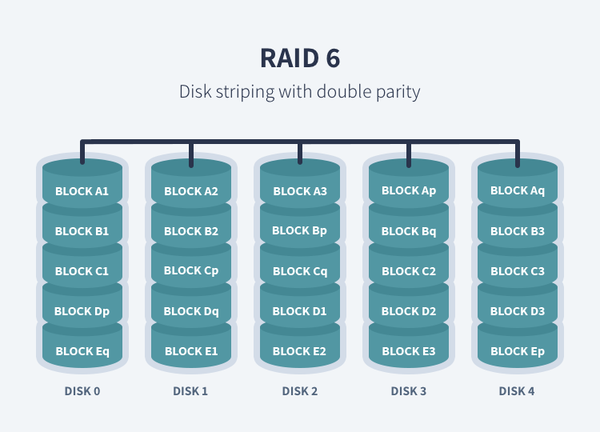 RAID 6
Disk striping with double parity
BLOCK A1 BLOCK A2 BLOCK A3 BLOCK Ap BLOCK Aq
BLOCK B1 BLOCK B2 BLOCK Bp BLOCK Bq BLOCK B3
BLOCK C1 BLOCK Cp BLOCK Cq BLOCK C2 BLOCK C3
BLOCK Dp BLOCK Dq BLOCK D1 BLOCK D2 BLOCK D3
BLOCK Eq BLOCK E1 BLOCK E2 BLOCK E3 BLOCK Ep
DISK 0 DISK 1 DISK 2 DISK 3 DISK 4